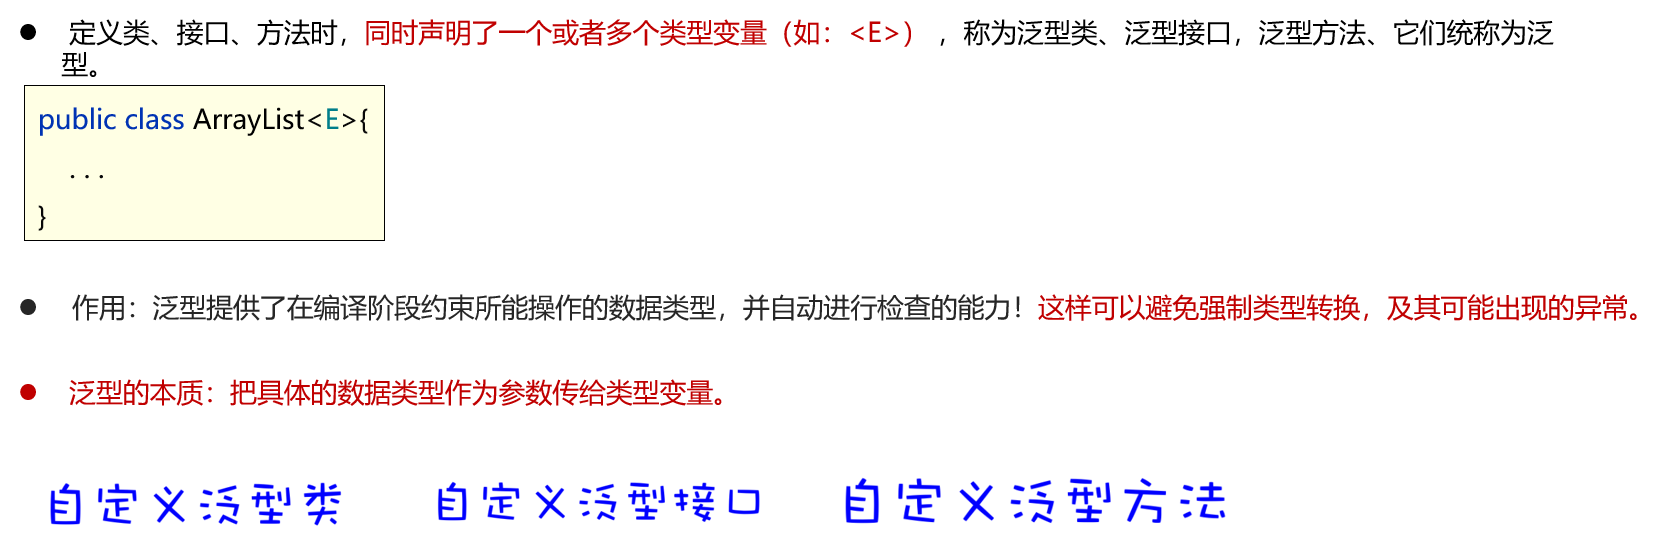 定义类、接口、方法时，同时声明了一个或者多个类型变量（如：<E>） ，称为泛型类、泛型接口，泛型方法、它们统称为泛
型。
public class ArrayList<E>{
...
}
作用：泛型提供了在编译阶段约束所能操作的数据类型，并自动进行检查的能力！这样可以避免强制类型转换，及其可能出现的异常。
泛型的本质：把具体的数据类型作为参数传给类型变量。
自定义泛型类 自定义泛型接口 自定义泛型方法